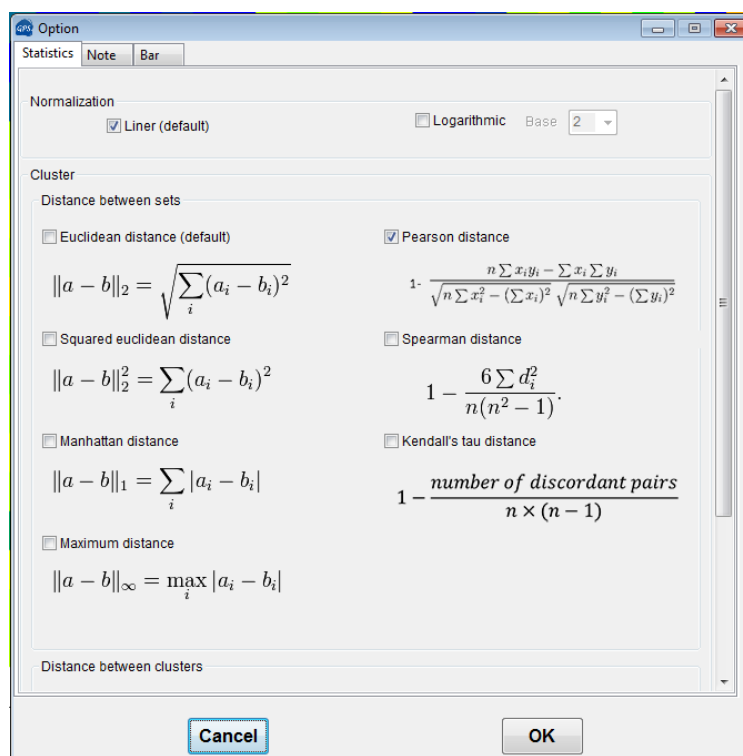 GPS Option
Statistics Note Bar
Normalization
Liner (default) Logarithmic Base 2
Cluster
Distance between sets
Euclidean distance (default) Pearson distance
‖a − b‖₂ = √(∑ᵢ(aᵢ − bᵢ)²) 1- (n∑xᵢyᵢ − ∑xᵢ∑yᵢ) / (√(n∑xᵢ² − (∑xᵢ)²) √(n∑yᵢ² − (∑yᵢ)²))
Squared euclidean distance Spearman distance
‖a − b‖₂² = ∑ᵢ(aᵢ − bᵢ)² 1 − (6∑dᵢ²) / (n(n² − 1)).
Manhattan distance Kendall's tau distance
‖a − b‖₁ = ∑ᵢ|aᵢ − bᵢ| 1 − (number of discordant pairs) / (n × (n − 1))
Maximum distance
‖a − b‖∞ = maxᵢ|aᵢ − bᵢ|
Distance between clusters
Cancel OK